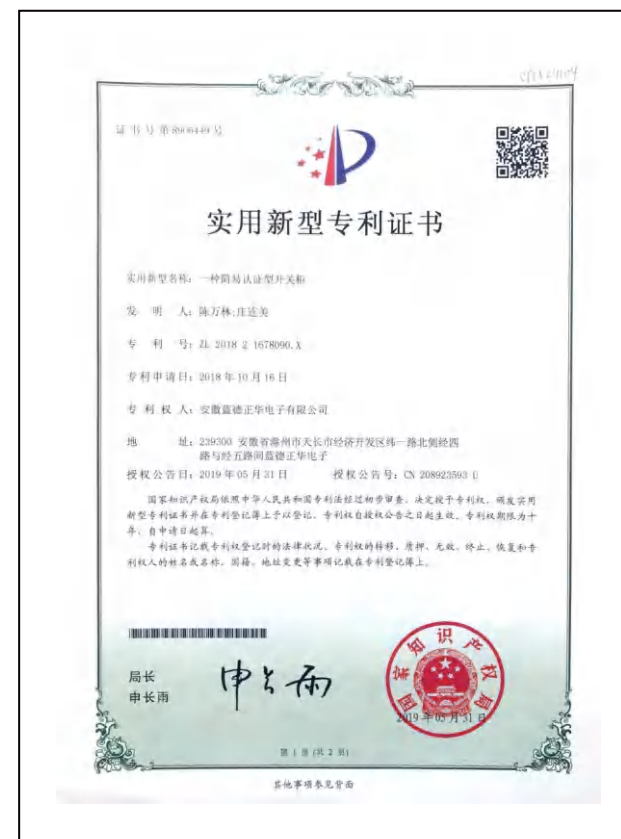 证书号第8906449号
实用新型专利证书
实用新型名称：一种简易认证型开关柜
发 明 人：陈万林;庄连美
专 利 号：ZL 2018 2 1678090.X
专利申请日：2018年10月16日
专 利 权 人：安徽蓝德正华电子有限公司
地 址：239300 安徽省滁州市天长市经济开发区纬一路北侧经四
路与经五路间蓝德正华电子
授权公告日：2019年05月31日 授权公告号：CN 208923593 U
国家知识产权局依照中华人民共和国专利法经过初步审查，决定授予专利权，颁发实用
新型专利证书并在专利登记簿上予以登记。专利权自授权公告之日起生效。专利权期限为十
年，自申请日起算。
专利证书记载专利权登记时的法律状况。专利权的转移、质押、无效、终止、恢复和专
利权人的姓名或名称、国籍、地址变更等事项记载在专利登记簿上。
局长
申长雨
申长雨
国家知识产权局
2019年05月31日
第 1 页 (共 2 页)
其他事项参见背面